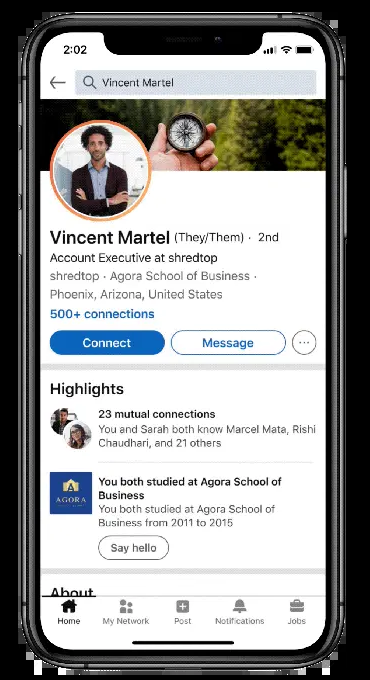 2:02
Vincent Martel
Vincent Martel (They/Them) · 2nd
Account Executive at shredtop
shredtop · Agora School of Business ·
Phoenix, Arizona, United States
500+ connections
Connect
Message
Highlights
23 mutual connections
You and Sarah both know Marcel Mata, Rishi
Chaudhari, and 21 others
AGORA
You both studied at Agora School of
Business
You both studied at Agora School of
Business from 2011 to 2015
Say hello
About
Home
My Network
Post
Notifications
Jobs